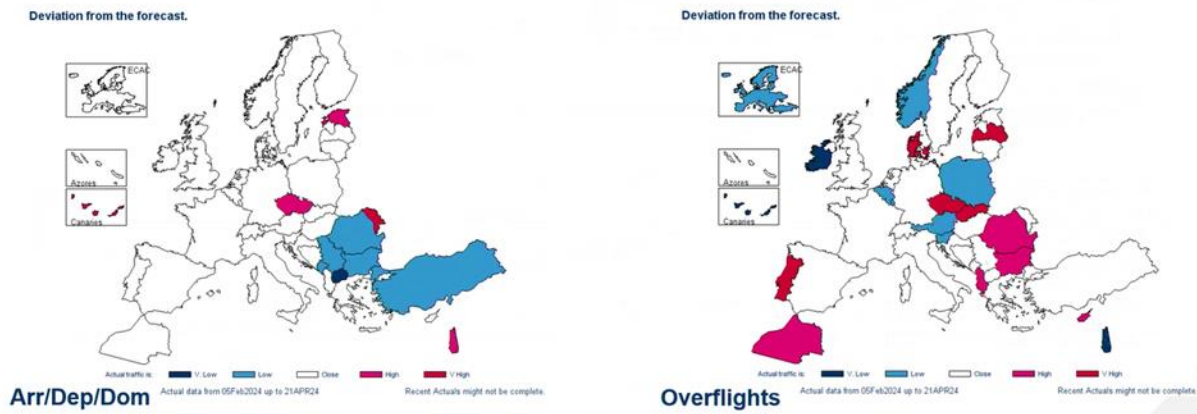 Deviation from the forecast.
ECAC
Azores
Canaries
Actual traffic is: V. Low Low Close High V High
Arr/Dep/Dom
Actual data from 05Feb2024 up to 21APR24
Recent Actuals might not be complete.
Deviation from the forecast.
ECAC
Azores
Canaries
Actual traffic is: V. Low Low Close High V High
Overflights
Actual data from 05Feb2024 up to 21APR24
Recent Actuals might not be complete.